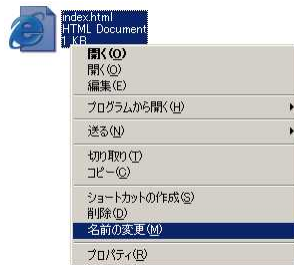 index.html
HTML Document
1 KB
開く(O)
開く(O)
編集(E)
プログラムから開く(H)
送る(N)
切り取り(T)
コピー(C)
ショートカットの作成(S)
削除(D)
名前の変更(M)
プロパティ(R)